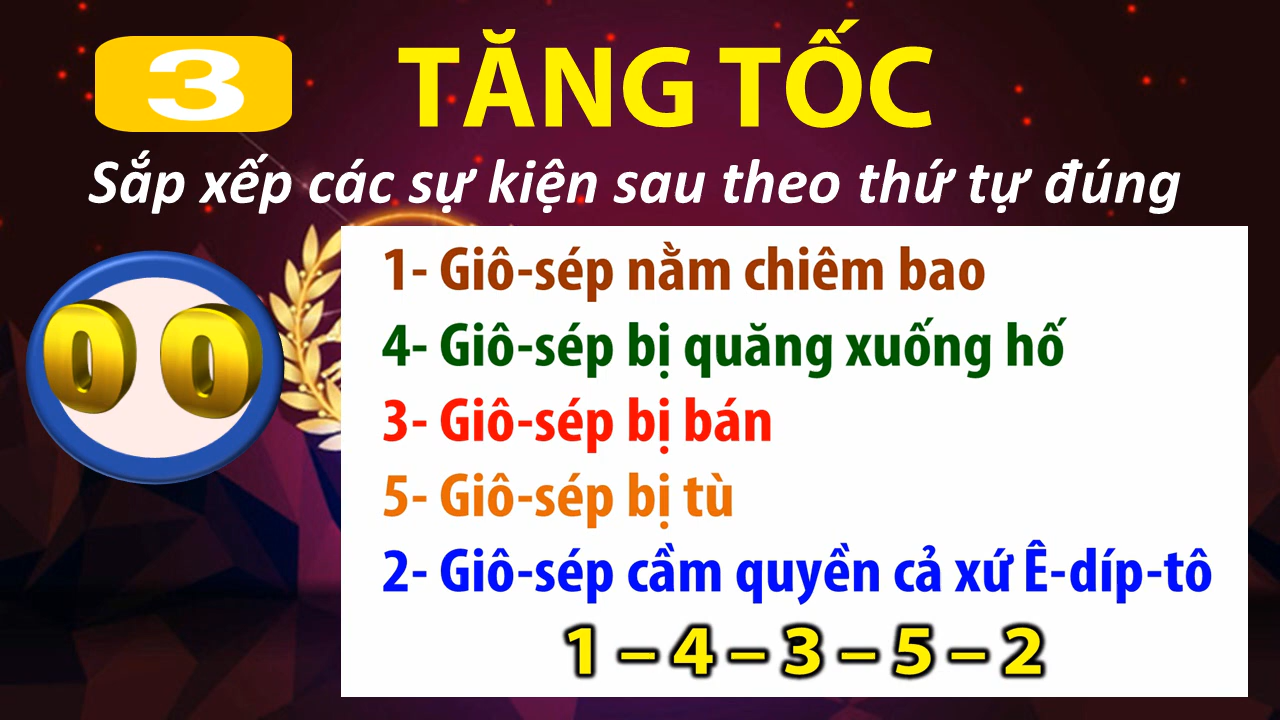 3 TĂNG TỐC
Sắp xếp các sự kiện sau theo thứ tự đúng
00
1- Giô-sép nằm chiêm bao
4- Giô-sép bị quăng xuống hố
3- Giô-sép bị bán
5- Giô-sép bị tù
2- Giô-sép cầm quyền cả xứ Ê-díp-tô
1 – 4 – 3 – 5 – 2